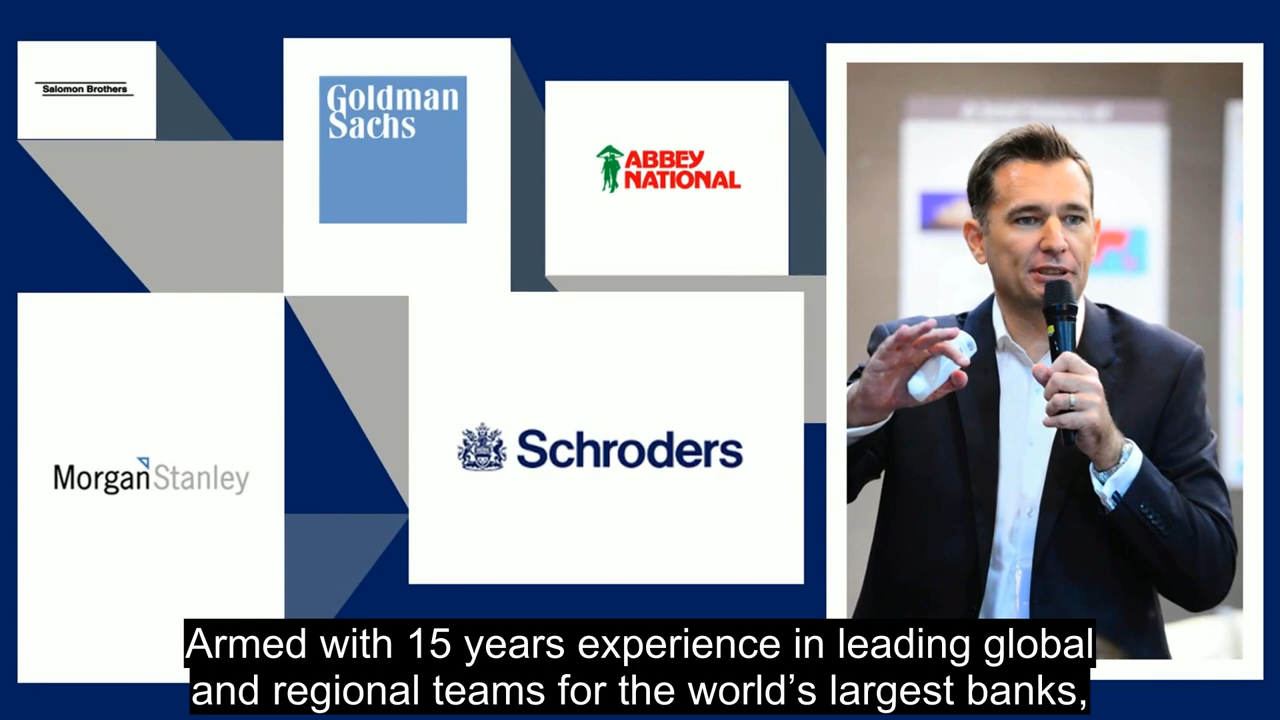 Salomon Brothers
Goldman
Sachs
ABBEY
NATIONAL
Morgan Stanley
Schroders
Armed with 15 years experience in leading global
and regional teams for the world’s largest banks,